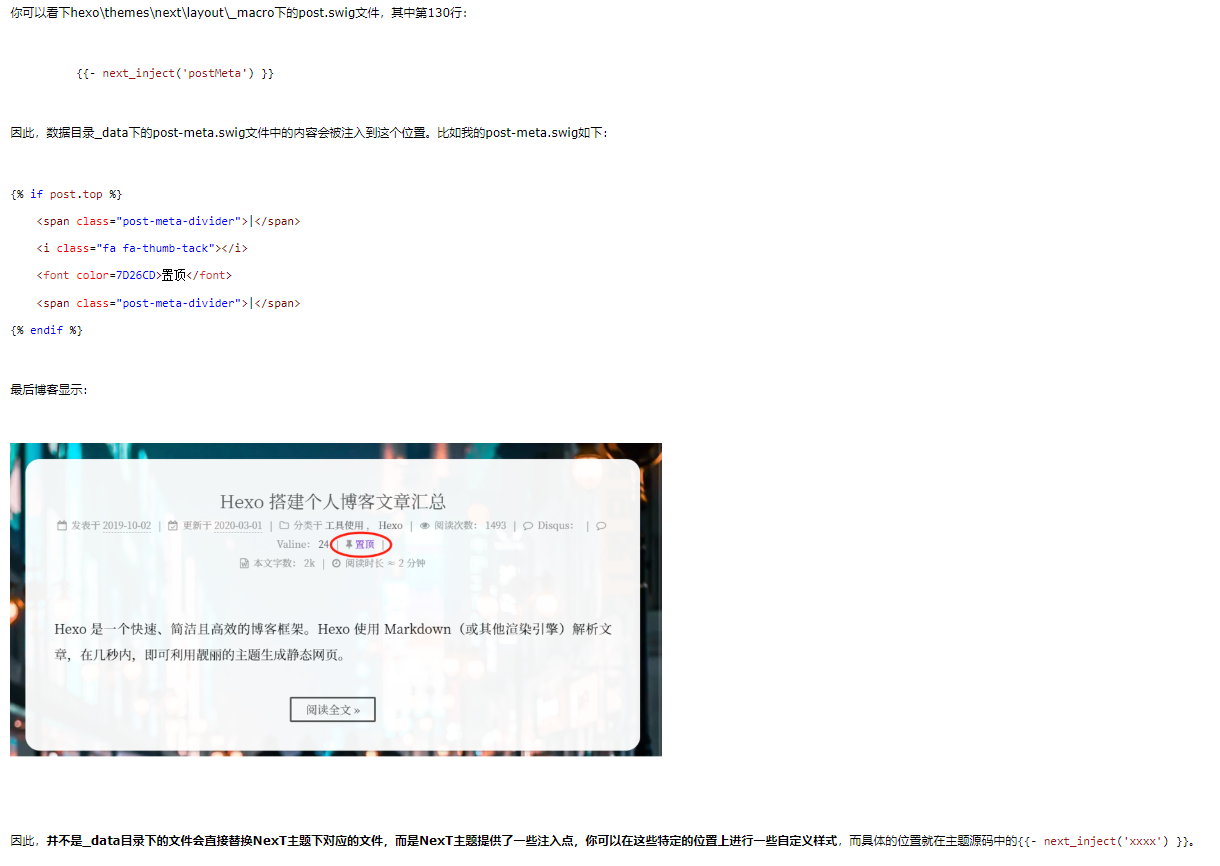 你可以看下hexo\themes\next\layout\_macro下的post.swig文件，其中第130行：
{{- next_inject('postMeta') }}
因此，数据目录_data下的post-meta.swig文件中的内容会被注入到这个位置。比如我的post-meta.swig如下：
{% if post.top %}
<span class="post-meta-divider">|</span>
<i class="fa fa-thumb-tack"></i>
<font color=7D26CD>置顶</font>
<span class="post-meta-divider">|</span>
{% endif %}
最后博客显示：
Hexo 搭建个人博客文章汇总
发表于 2019-10-02 | 更新于 2020-03-01 | 分类于 工具使用 ， Hexo | 阅读次数： 1493 | Disqus： |
Valine： 24 | 置顶 |
本文字数： 2k | 阅读时长 ≈ 2 分钟
Hexo 是一个快速、简洁且高效的博客框架。Hexo 使用 Markdown（或其他渲染引擎）解析文
章，在几秒内，即可利用靓丽的主题生成静态网页。
阅读全文 »
因此，并不是_data目录下的文件会直接替换NexT主题下对应的文件，而是NexT主题提供了一些注入点，你可以在这些特定的位置上进行一些自定义样式，而具体的位置就在主题源码中的{{- next_inject('xxxx') }}。